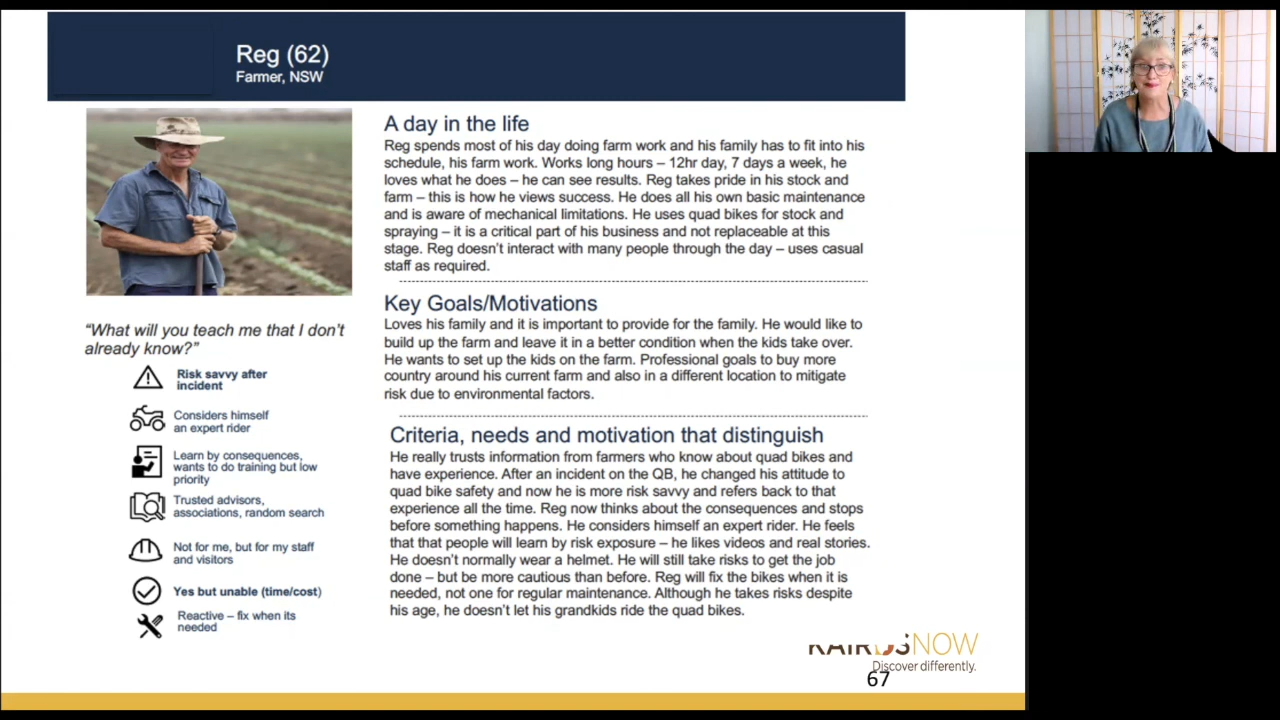 Reg (62)
Farmer, NSW
A day in the life
Reg spends most of his day doing farm work and his family has to fit into his
schedule, his farm work. Works long hours – 12hr day, 7 days a week, he
loves what he does – he can see results. Reg takes pride in his stock and
farm – this is how he views success. He does all his own basic maintenance
and is aware of mechanical limitations. He uses quad bikes for stock and
spraying – it is a critical part of his business and not replaceable at this
stage. Reg doesn't interact with many people through the day – uses casual
staff as required.
Key Goals/Motivations
Loves his family and it is important to provide for the family. He would like to
build up the farm and leave it in a better condition when the kids take over.
He wants to set up the kids on the farm. Professional goals to buy more
country around his current farm and also in a different location to mitigate
risk due to environmental factors.
Criteria, needs and motivation that distinguish
He really trusts information from farmers who know about quad bikes and
have experience. After an incident on the QB, he changed his attitude to
quad bike safety and now he is more risk savvy and refers back to that
experience all the time. Reg now thinks about the consequences and stops
before something happens. He considers himself an expert rider. He feels
that that people will learn by risk exposure – he likes videos and real stories.
He doesn't normally wear a helmet. He will still take risks to get the job
done – but be more cautious than before. Reg will fix the bikes when it is
needed, not one for regular maintenance. Although he takes risks despite
his age, he doesn't let his grandkids ride the quad bikes.
"What will you teach me that I don't
already know?"
Risk savvy after
incident
Considers himself
an expert rider
Learn by consequences,
wants to do training but low
priority
Trusted advisors,
associations, random search
Not for me, but for my staff
and visitors
Yes but unable (time/cost)
Reactive – fix when its
needed
KAIROSNOW
Discover differently.
67